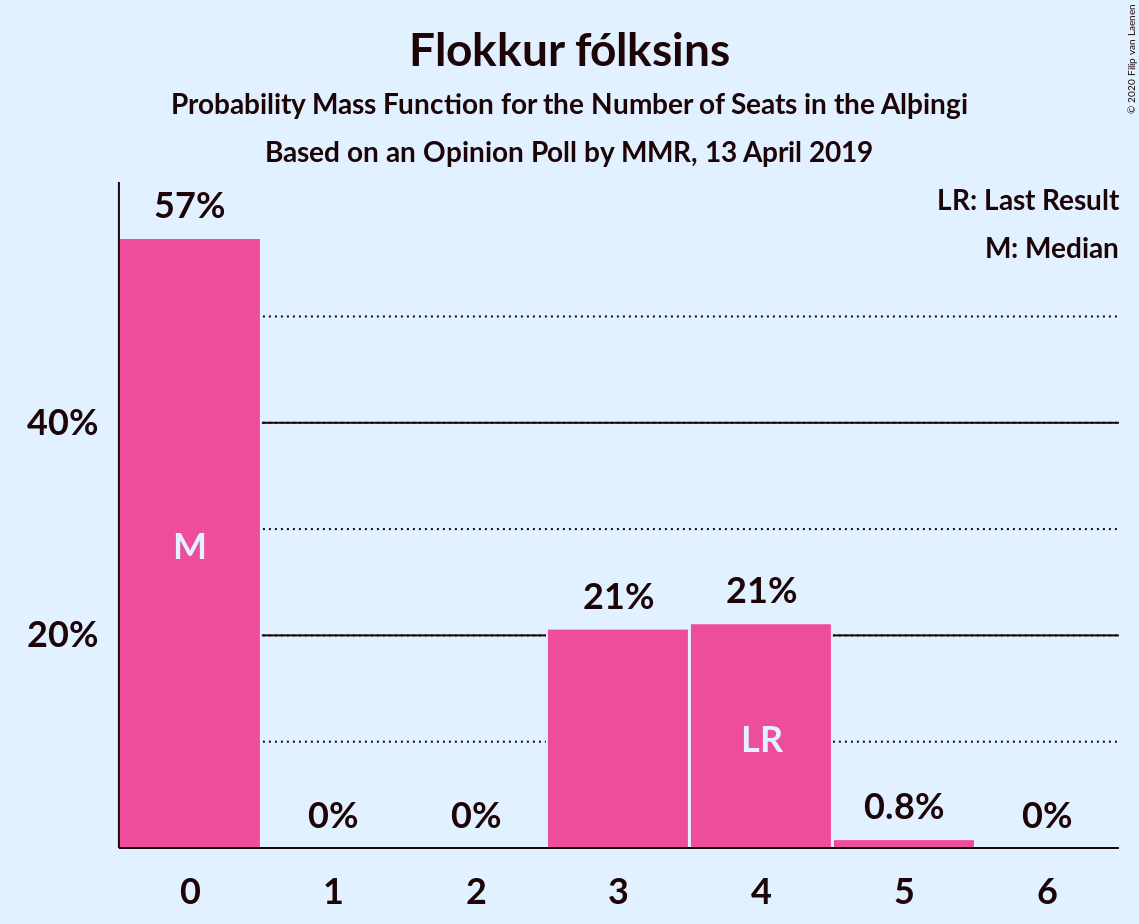 Flokkur fólksins
Probability Mass Function for the Number of Seats in the Alþingi
Based on an Opinion Poll by MMR, 13 April 2019
© 2020 Filip van Laenen
LR: Last Result
M: Median
57%
40%
M
21%
21%
20%
LR
0%
0%
0.8%
0%
0
1
2
3
4
5
6